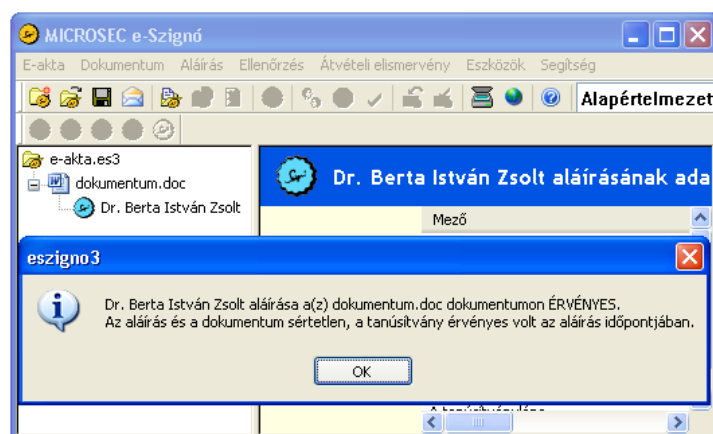 MICROSEC e-Szignó
E-akta Dokumentum Aláírás Ellenőrzés Átvételi elismervény Eszközök Segítség
Alapértelmezet
e-akta.es3
dokumentum.doc
Dr. Berta István Zsolt
Dr. Berta István Zsolt aláírásának ada
Mező
eszigno3
Dr. Berta István Zsolt aláírása a(z) dokumentum.doc dokumentumon ÉRVÉNYES.
Az aláírás és a dokumentum sértetlen, a tanúsítvány érvényes volt az aláírás időpontjában.
OK